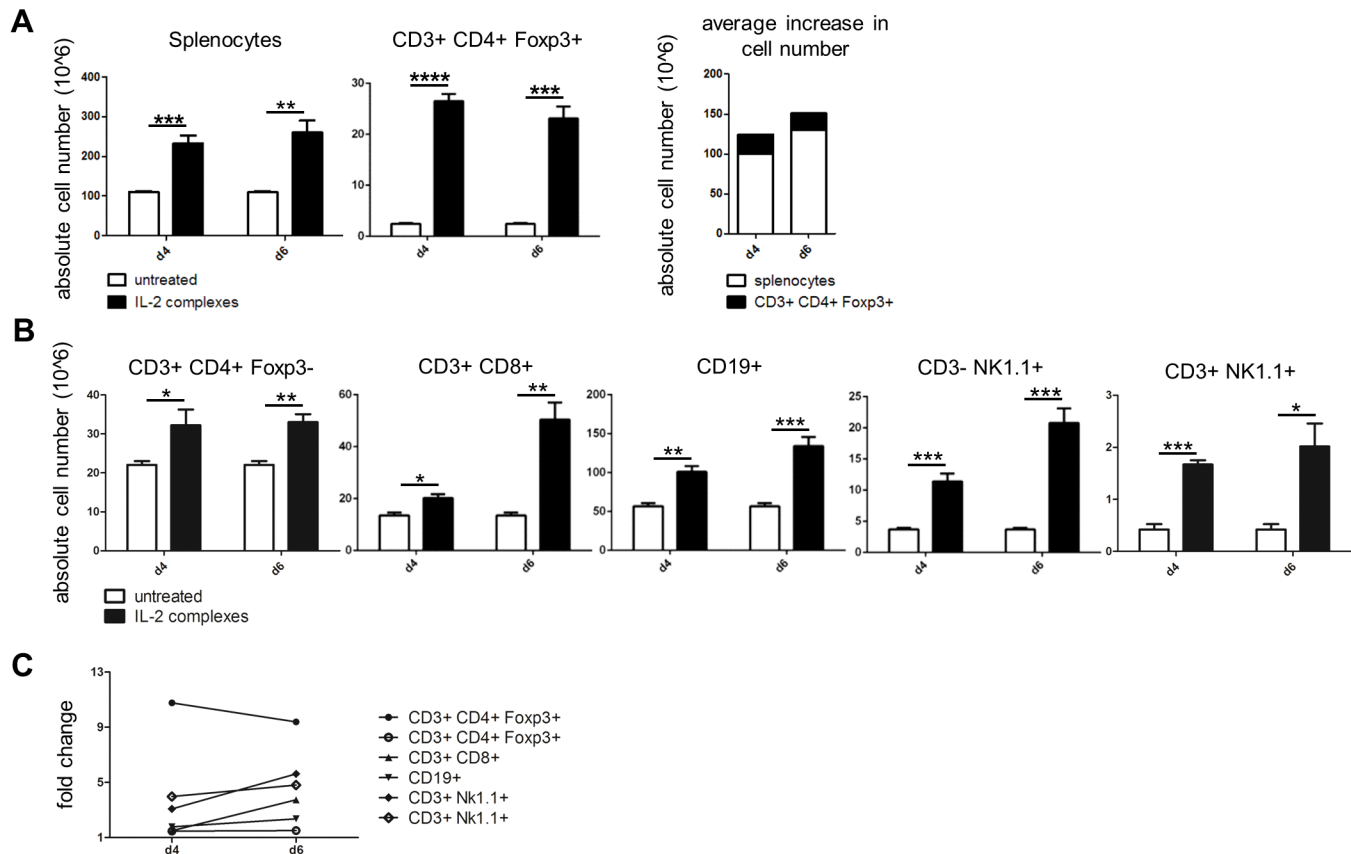 A
Splenocytes
CD3+ CD4+ Foxp3+
average increase in
cell number
absolute cell number (10^6)
400
300
200
100
0
***
**
d4
d6
30
20
10
0
****
***
d4
d6
untreated
IL-2 complexes
absolute cell number (10^6)
200
150
100
50
0
d4
d6
splenocytes
CD3+ CD4+ Foxp3+
B
absolute cell number (10^6)
CD3+ CD4+ Foxp3-
40
30
20
10
0
*
**
d4
d6
CD3+ CD8+
60
40
20
0
*
**
d4
d6
CD19+
200
150
100
50
0
**
***
d4
d6
CD3- NK1.1+
25
20
15
10
5
0
***
***
d4
d6
CD3+ NK1.1+
3
2
1
0
***
*
d4
d6
untreated
IL-2 complexes
C
fold change
13
9
5
1
d4
d6
CD3+ CD4+ Foxp3+
CD3+ CD4+ Foxp3+
CD3+ CD8+
CD19+
CD3+ Nk1.1+
CD3+ Nk1.1+